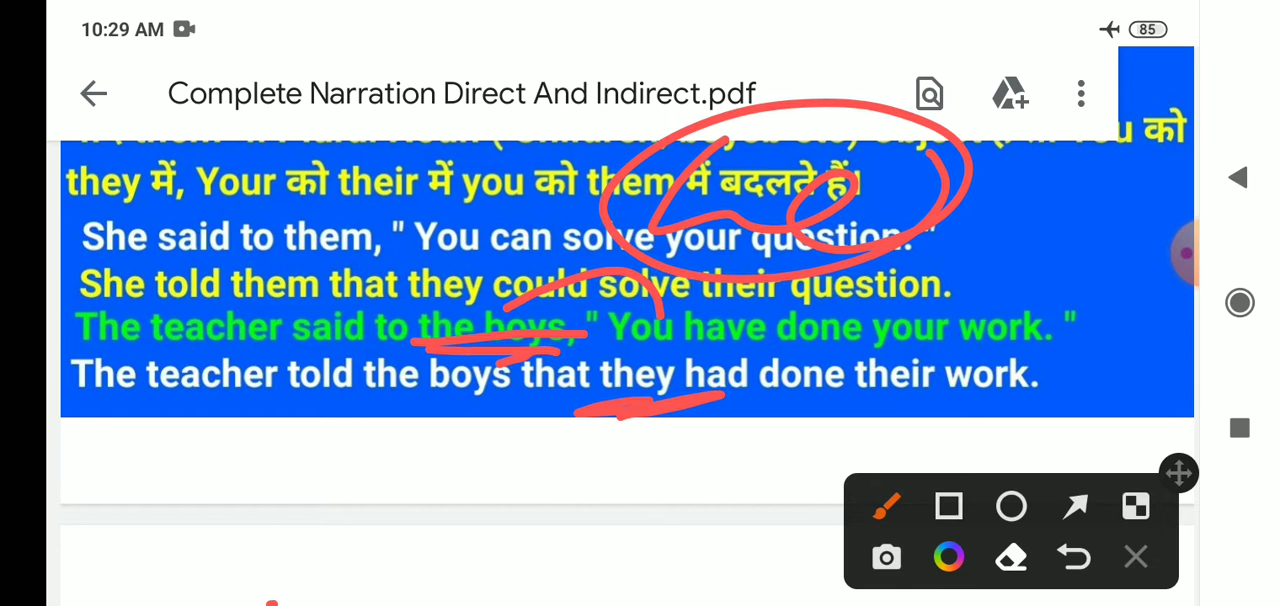 10:29 AM 85
Complete Narration Direct And Indirect.pdf
u को
they में, Your को their में you को them में बदलते हैं।
She said to them, " You can solve your question. "
She told them that they could solve their question.
The teacher said to the boys, " You have done your work. "
The teacher told the boys that they had done their work.